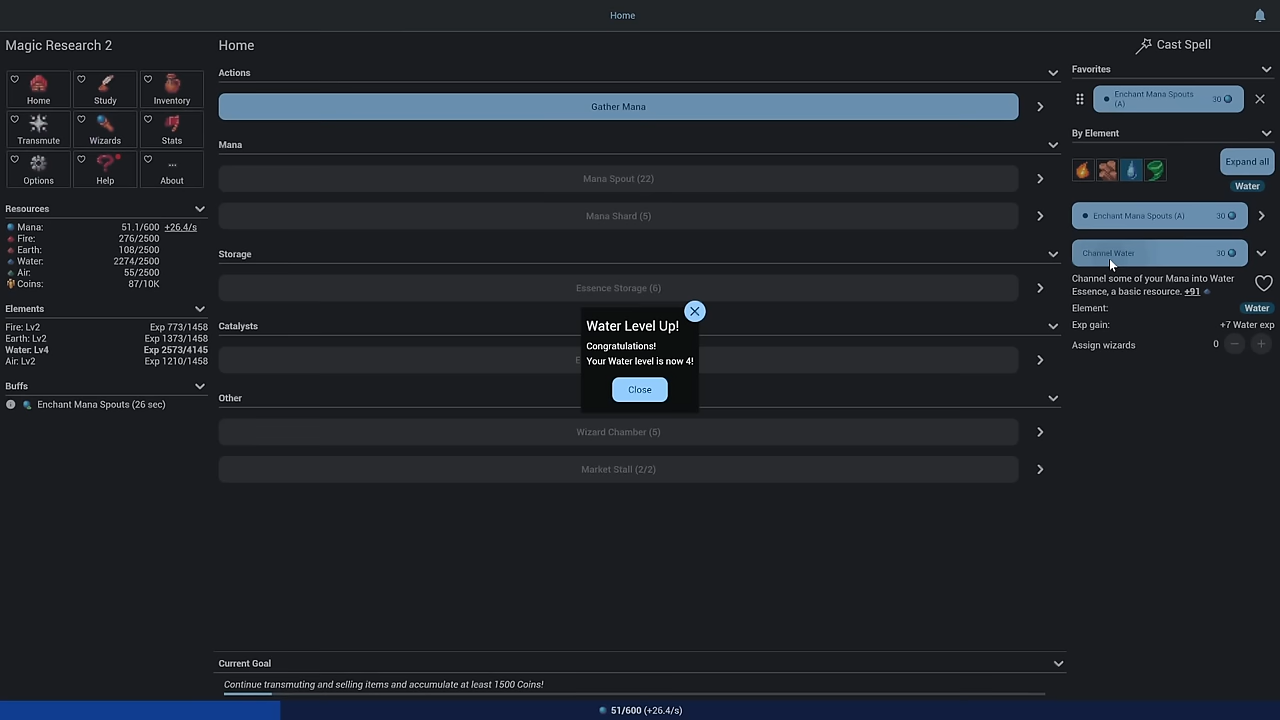 Home
Magic Research 2
Home
Study
Inventory
Transmute
Wizards
Stats
Options
Help
About
Resources
Mana: 51.1/600 +26.4/s
Fire: 276/2500
Earth: 108/2500
Water: 2274/2500
Air: 55/2500
Coins: 87/10K
Elements
Fire: Lv2 Exp 773/1458
Earth: Lv2 Exp 1373/1458
Water: Lv4 Exp 2573/4145
Air: Lv2 Exp 1210/1458
Buffs
Enchant Mana Spouts (26 sec)
Home
Actions
Gather Mana
Mana
Mana Spout (22)
Mana Shard (5)
Storage
Essence Storage (6)
Catalysts
Other
Wizard Chamber (5)
Market Stall (2/2)
Water Level Up!
Congratulations!
Your Water level is now 4!
Close
Current Goal
Continue transmuting and selling items and accumulate at least 1500 Coins!
51/600 (+26.4/s)
Cast Spell
Favorites
Enchant Mana Spouts
(A) 30
By Element
Expand all
Water
Enchant Mana Spouts (A) 30
Channel Water 30
Channel some of your Mana into Water
Essence, a basic resource. +91
Element: Water
Exp gain: +7 Water exp
Assign wizards 0